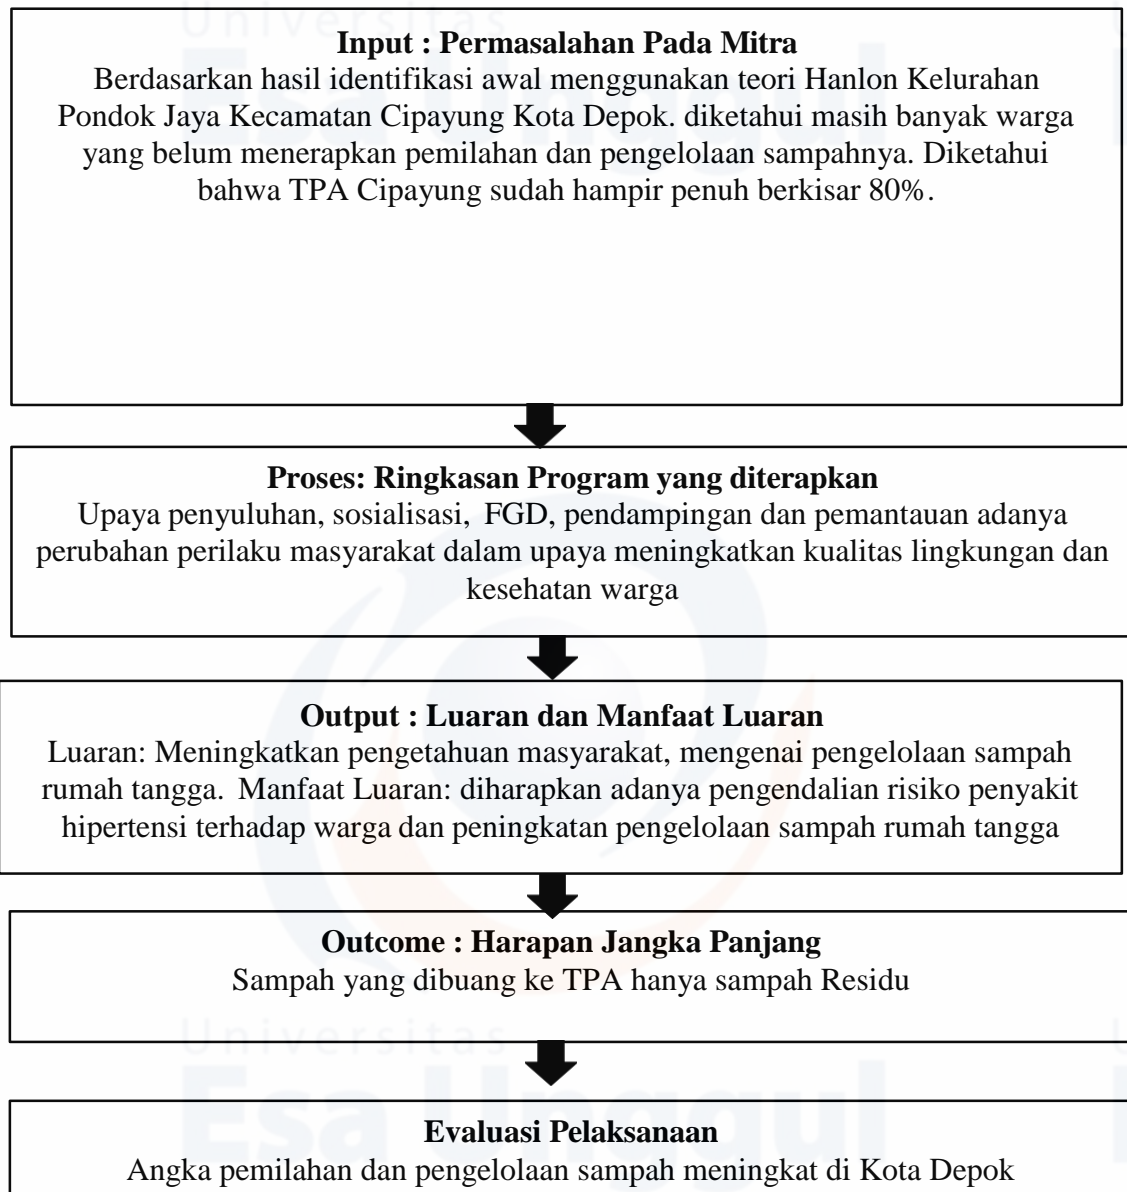 Universitas
Esa Unggul
Input : Permasalahan Pada Mitra
Berdasarkan hasil identifikasi awal menggunakan teori Hanlon Kelurahan
Pondok Jaya Kecamatan Cipayung Kota Depok. diketahui masih banyak warga
yang belum menerapkan pemilahan dan pengelolaan sampahnya. Diketahui
bahwa TPA Cipayung sudah hampir penuh berkisar 80%.
Proses: Ringkasan Program yang diterapkan
Upaya penyuluhan, sosialisasi, FGD, pendampingan dan pemantauan adanya
perubahan perilaku masyarakat dalam upaya meningkatkan kualitas lingkungan dan
kesehatan warga
Output : Luaran dan Manfaat Luaran
Luaran: Meningkatkan pengetahuan masyarakat, mengenai pengelolaan sampah
rumah tangga. Manfaat Luaran: diharapkan adanya pengendalian risiko penyakit
hipertensi terhadap warga dan peningkatan pengelolaan sampah rumah tangga
Outcome : Harapan Jangka Panjang
Sampah yang dibuang ke TPA hanya sampah Residu
Universitas
Esa Unggul
Evaluasi Pelaksanaan
Angka pemilahan dan pengelolaan sampah meningkat di Kota Depok